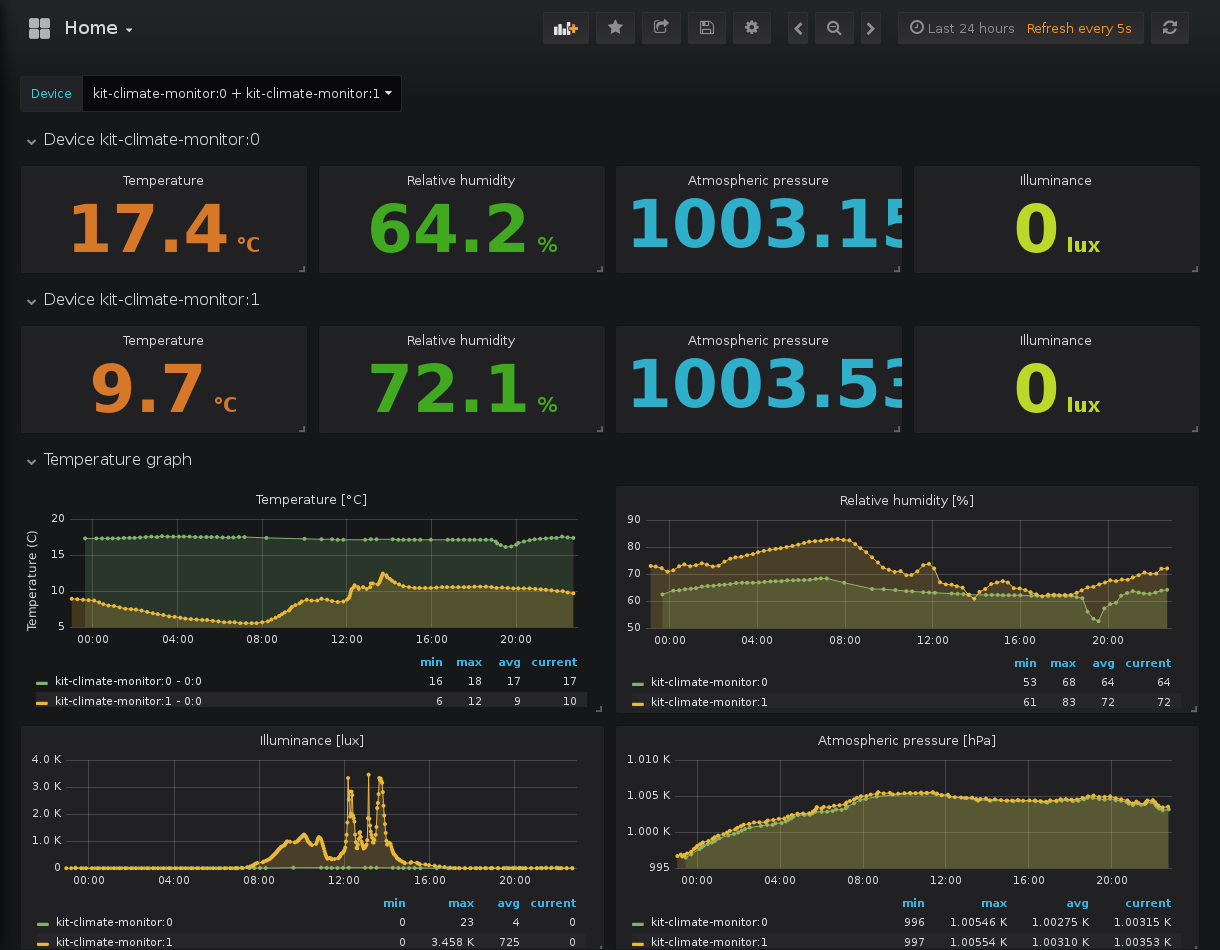 Home
Last 24 hours Refresh every 5s
Device kit-climate-monitor:0 + kit-climate-monitor:1
Device kit-climate-monitor:0
Temperature Relative humidity Atmospheric pressure Illuminance
17.4 °C 64.2 % 1003.15 0 lux
Device kit-climate-monitor:1
Temperature Relative humidity Atmospheric pressure Illuminance
9.7 °C 72.1 % 1003.53 0 lux
Temperature graph
Temperature [°C]
Temperature (C)
20
15
10
5
00:00 04:00 08:00 12:00 16:00 20:00
min max avg current
kit-climate-monitor:0 - 0:0 16 18 17 17
kit-climate-monitor:1 - 0:0 6 12 9 10
Relative humidity [%]
90
80
70
60
50
00:00 04:00 08:00 12:00 16:00 20:00
min max avg current
kit-climate-monitor:0 53 68 64 64
kit-climate-monitor:1 61 83 72 72
Illuminance [lux]
4.0 K
3.0 K
2.0 K
1.0 K
0
00:00 04:00 08:00 12:00 16:00 20:00
min max avg current
kit-climate-monitor:0 0 23 4 0
kit-climate-monitor:1 0 3.458 K 725 0
Atmospheric pressure [hPa]
1.010 K
1.005 K
1.000 K
995
00:00 04:00 08:00 12:00 16:00 20:00
min max avg current
kit-climate-monitor:0 996 1.00546 K 1.00275 K 1.00315 K
kit-climate-monitor:1 997 1.00554 K 1.00310 K 1.00353 K